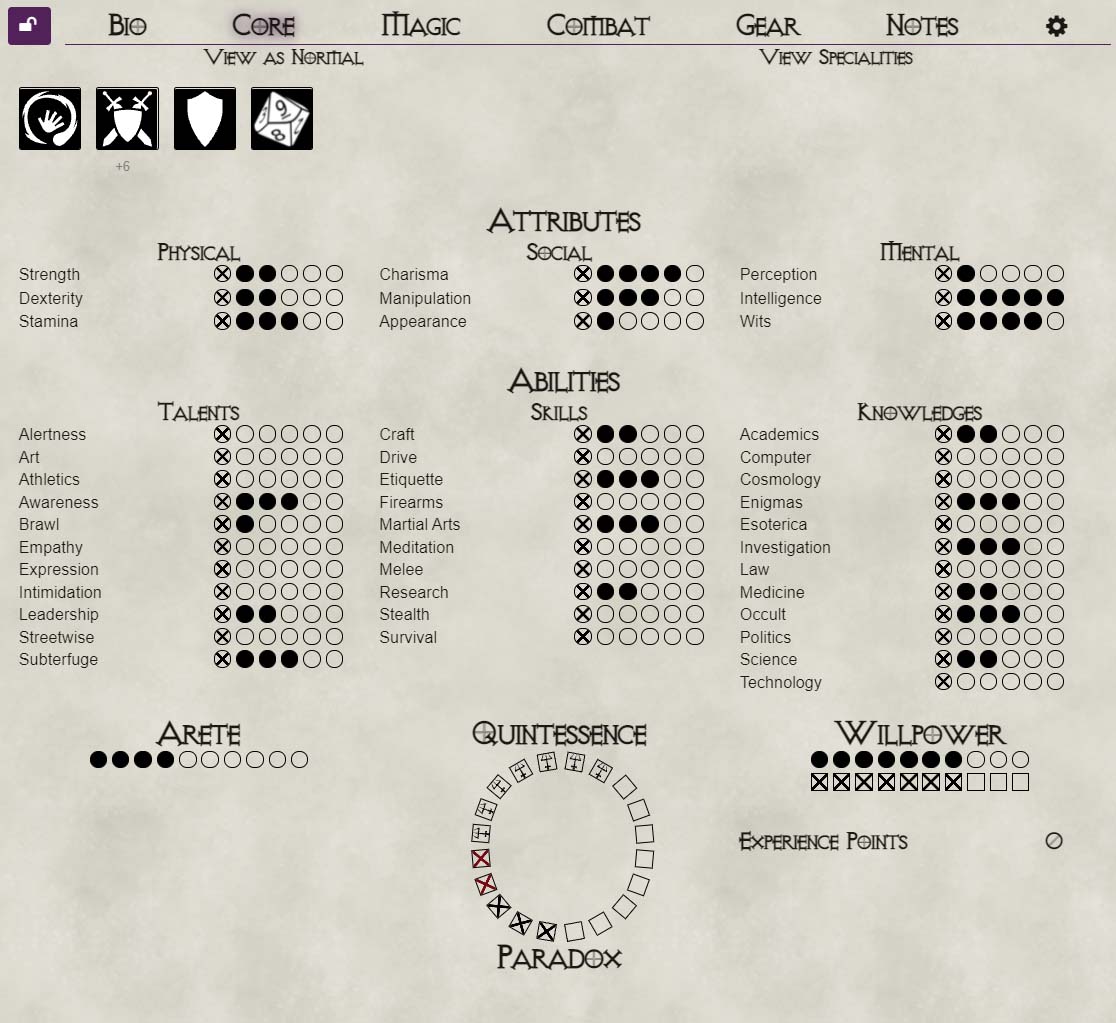 Bio Core Magic Combat Gear Notes
View as Normal View Specialities
9 8
+6
Attributes
Physical Social Mental
Strength Charisma Perception
Dexterity Manipulation Intelligence
Stamina Appearance Wits
Abilities
Talents Skills Knowledges
Alertness Craft Academics
Art Drive Computer
Athletics Etiquette Cosmology
Awareness Firearms Enigmas
Brawl Martial Arts Esoterica
Empathy Meditation Investigation
Expression Melee Law
Intimidation Research Medicine
Leadership Stealth Occult
Streetwise Survival Politics
Subterfuge Science
Technology
Arete Quintessence Willpower
Experience Points
Paradox